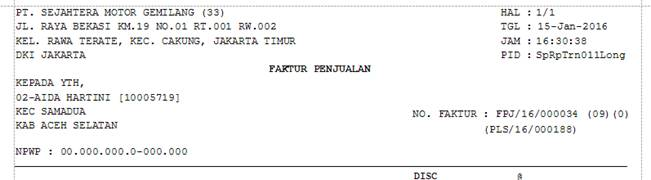 PT. SEJAHTERA MOTOR GEMILANG (33) HAL : 1/1
JL. RAYA BEKASI KM.19 NO.01 RT.001 RW.002 TGL : 15-Jan-2016
KEL. RAWA TERATE, KEC. CAKUNG, JAKARTA TIMUR JAM : 16:30:38
DKI JAKARTA PID : SpRpTrn011Long
FAKTUR PENJUALAN
KEPADA YTH,
02-AIDA HARTINI [10005719]
KEC SAMADUA NO. FAKTUR : FPJ/16/000034 (09)(0)
KAB ACEH SELATAN (PLS/16/000188)
NPWP : 00.000.000.0-000.000
DISC @